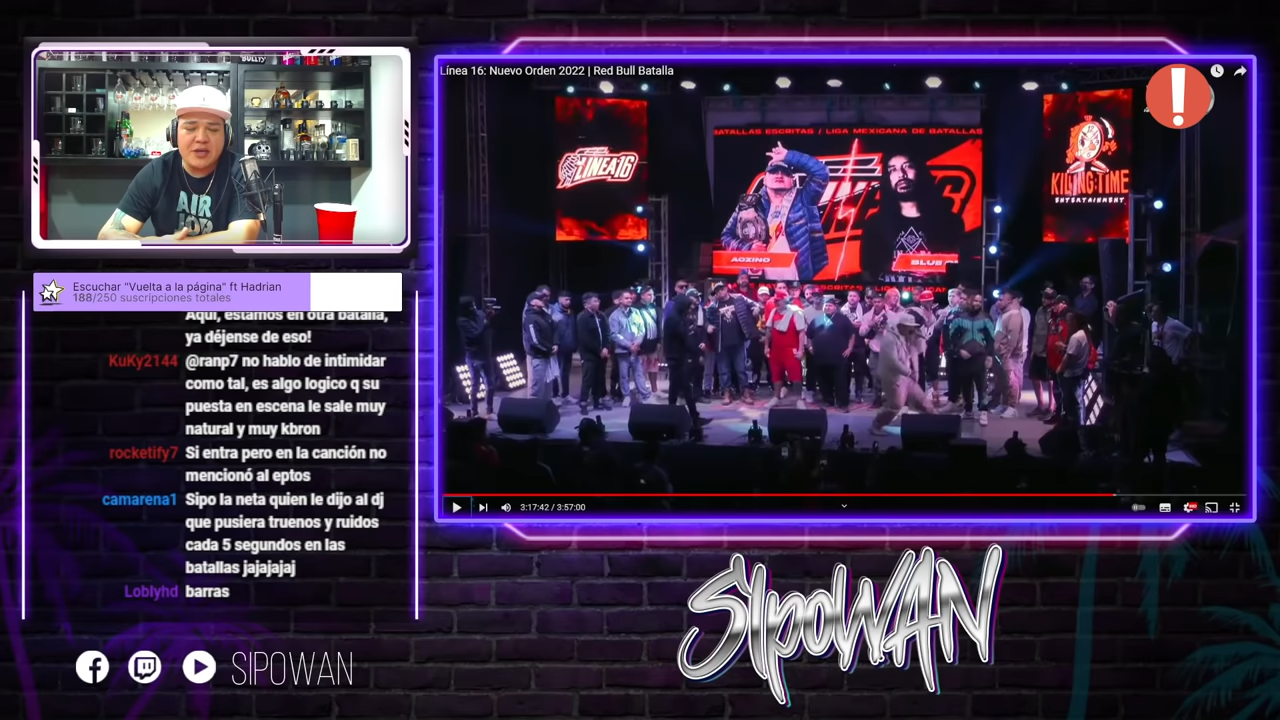 BULLY
AIR
Escuchar "Vuelta a la página" ft Hadrian
188/250 suscripciones totales
Aquí, estamos en otra batalla,
ya déjense de eso!
KuKy2144 @ranp7 no hablo de intimidar
como tal, es algo logico q su
puesta en escena le sale muy
natural y muy kbron
rocketify7 Si entra pero en la canción no
mencionó al eptos
camarena1 Sipo la neta quien le dijo al dj
que pusiera truenos y ruidos
cada 5 segundos en las
batallas jajajajaj
Loblyhd barras
SIPOWAN
Línea 16: Nuevo Orden 2022 | Red Bull Batalla
BATALLAS ESCRITAS / LIGA MEXICANA DE BATALLAS
LINEA16
KILLING TIME
ENTERTAINMENT
ACZINO
BLUE
3:17:42 / 3:57:00
SIPOWAN